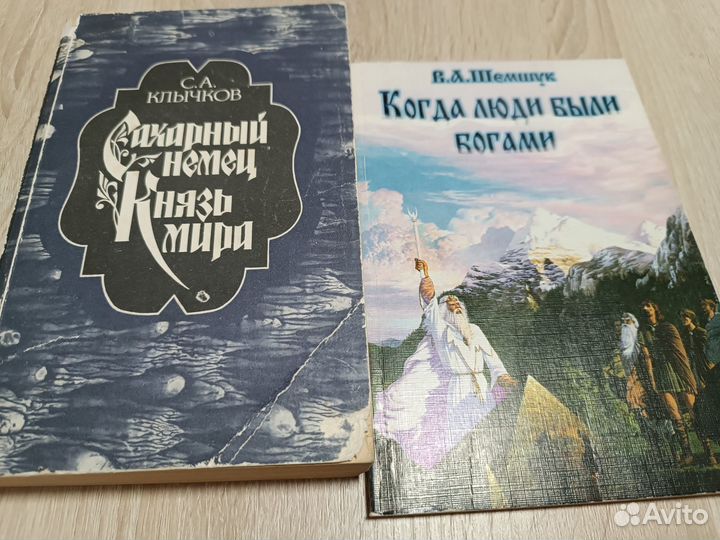 С.А.
КЛЫЧКОВ
Сахарный
немец
Князь
мира
В.А.Шемшук
Когда люди были
богами
Avito